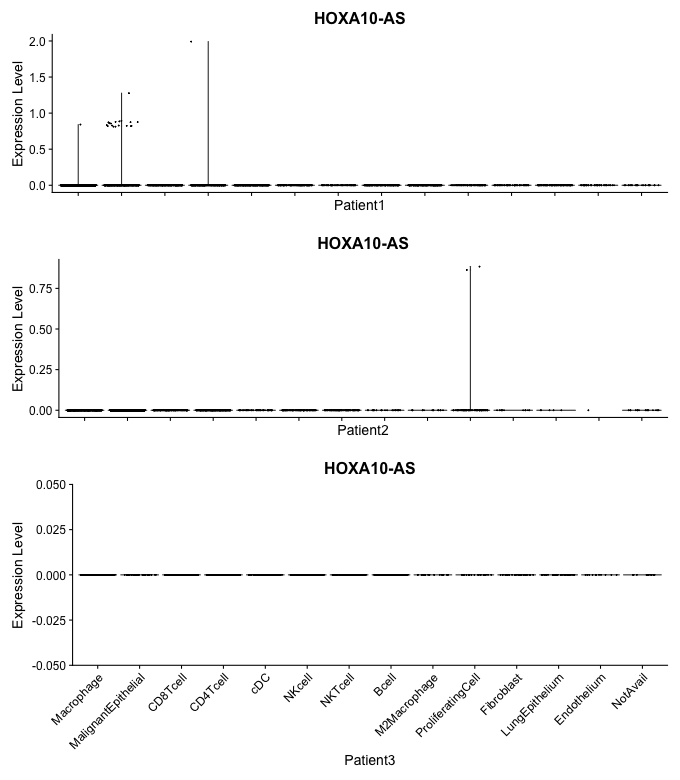 HOXA10-AS
2.0
1.5
1.0
0.5
0.0
Expression Level
Patient1
HOXA10-AS
0.75
0.50
0.25
0.00
Expression Level
Patient2
HOXA10-AS
0.050
0.025
0.000
-0.025
-0.050
Expression Level
Macrophage
MalignantEpithelial
CD8Tcell
CD4Tcell
cDC
NKcell
NKTcell
Bcell
M2Macrophage
ProliferatingCell
Fibroblast
LungEpithelium
Endothelium
NotAvail
Patient3